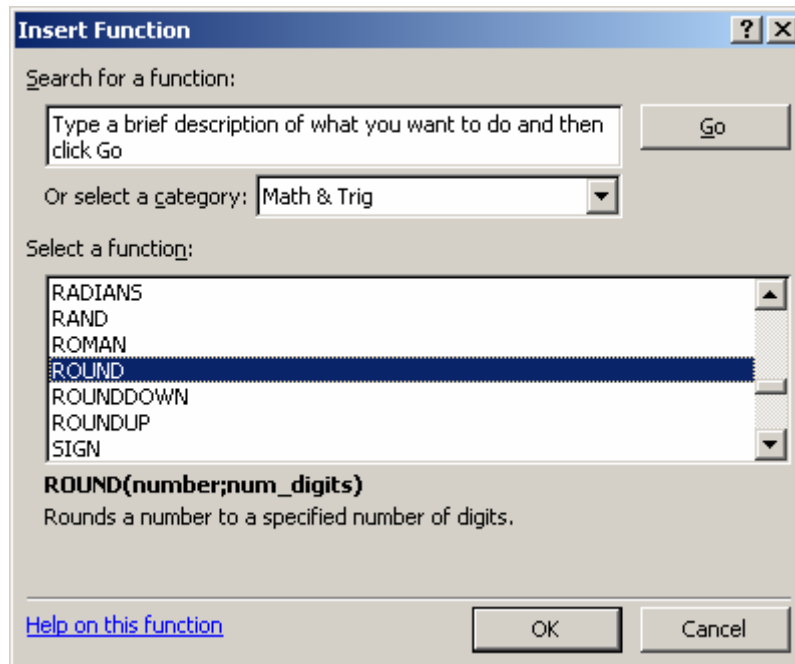 Insert Function
Search for a function:
Type a brief description of what you want to do and then
click Go
Go
Or select a category: Math & Trig
Select a function:
RADIANS
RAND
ROMAN
ROUND
ROUNDDOWN
ROUNDUP
SIGN
ROUND(number;num_digits)
Rounds a number to a specified number of digits.
Help on this function OK Cancel